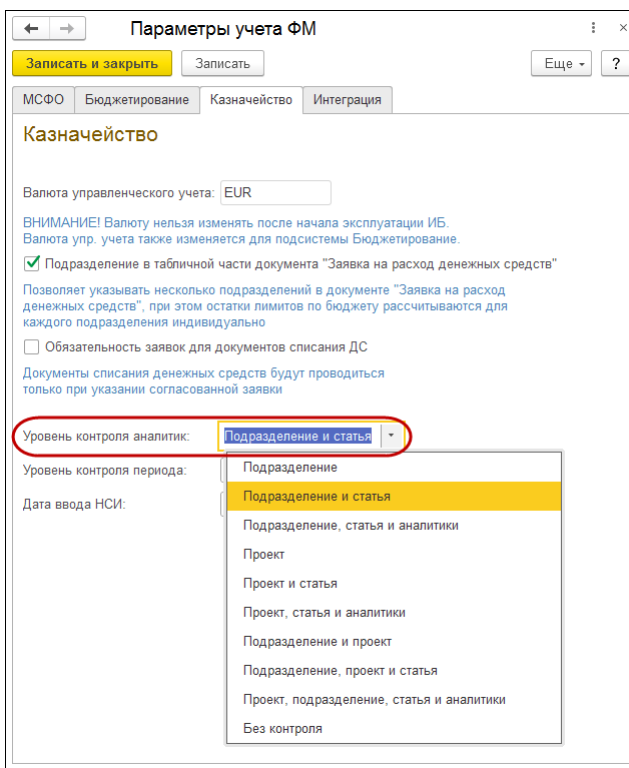 Параметры учета ФМ
Записать и закрыть Записать Еще ?
МСФО Бюджетирование Казначейство Интеграция
Казначейство
Валюта управленческого учета: EUR
ВНИМАНИЕ! Валюту нельзя изменять после начала эксплуатации ИБ.
Валюта упр. учета также изменяется для подсистемы Бюджетирование.
Подразделение в табличной части документа "Заявка на расход денежных средств"
Позволяет указывать несколько подразделений в документе "Заявка на расход
денежных средств", при этом остатки лимитов по бюджету рассчитываются для
каждого подразделения индивидуально
Обязательность заявок для документов списания ДС
Документы списания денежных средств будут проводиться
только при указании согласованной заявки
Уровень контроля аналитик: Подразделение и статья
Уровень контроля периода:
Дата ввода НСИ:
Подразделение
Подразделение и статья
Подразделение, статья и аналитики
Проект
Проект и статья
Проект, статья и аналитики
Подразделение и проект
Подразделение, проект и статья
Проект, подразделение, статья и аналитики
Без контроля